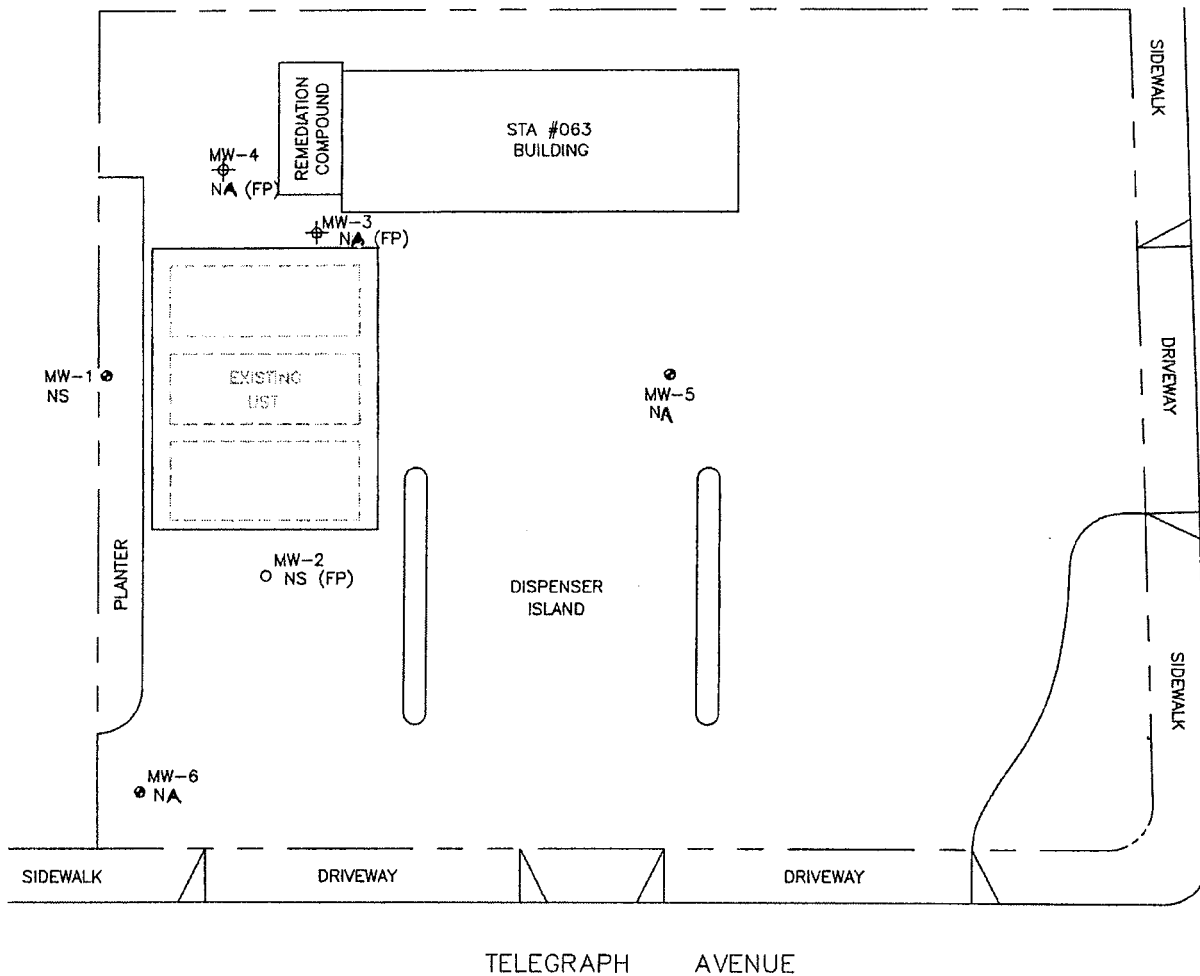 SIDEWALK
REMEDIATION
COMPOUND
STA #063
BUILDING
MW-4
NA (FP)
MW-3
NA (FP)
DRIVEWAY
MW-1
NS
EXISTING
UST
MW-5
NA
PLANTER
MW-2
NS (FP)
DISPENSER
ISLAND
SIDEWALK
MW-6
NA
SIDEWALK
DRIVEWAY
DRIVEWAY
TELEGRAPH AVENUE